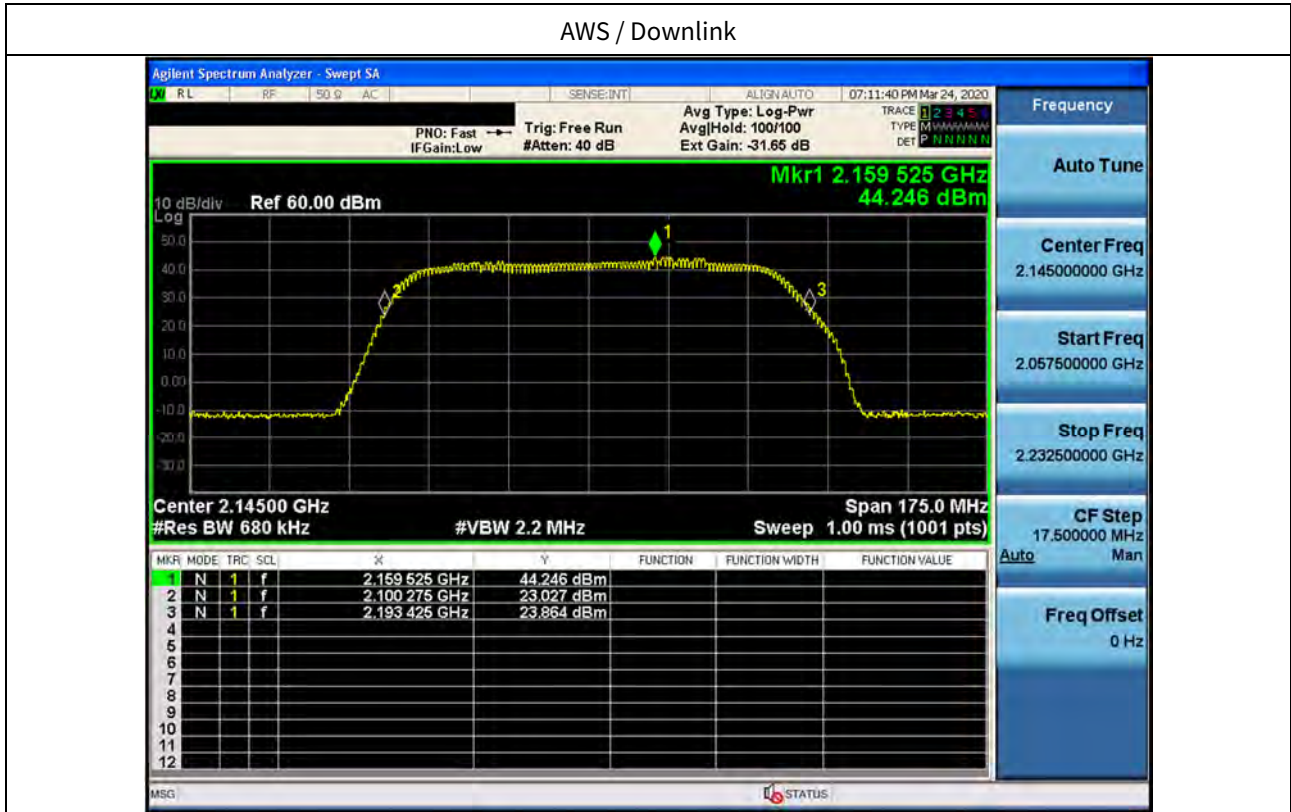 AWS / Downlink
Agilent Spectrum Analyzer - Swept SA
LXI RL RF 50 Ω AC SENSE:INT ALIGN AUTO 07:11:40 PM Mar 24, 2020
Frequency
PNO: Fast Trig: Free Run Avg Type: Log-Pwr TRACE 1 2 3 4 5 6
IFGain:Low #Atten: 40 dB Avg|Hold: 100/100 TYPE M
Ext Gain: -31.65 dB DET P N N N N N
Auto Tune
Mkr1 2.159 525 GHz
44.246 dBm
10 dB/div Ref 60.00 dBm
Log
50.0
40.0
30.0
20.0
10.0
0.00
-10.0
-20.0
-30.0
1
2
3
Center Freq
2.145000000 GHz
Start Freq
2.057500000 GHz
Stop Freq
2.232500000 GHz
Center 2.14500 GHz Span 175.0 MHz
#Res BW 680 kHz #VBW 2.2 MHz Sweep 1.00 ms (1001 pts)
CF Step
17.500000 MHz
Auto Man
MKR MODE TRC SCL X Y FUNCTION FUNCTION WIDTH FUNCTION VALUE
1 N 1 f 2.159 525 GHz 44.246 dBm
2 N 1 f 2.100 275 GHz 23.027 dBm
3 N 1 f 2.193 425 GHz 23.864 dBm
4
5
6
7
8
9
10
11
12
Freq Offset
0 Hz
MSG STATUS